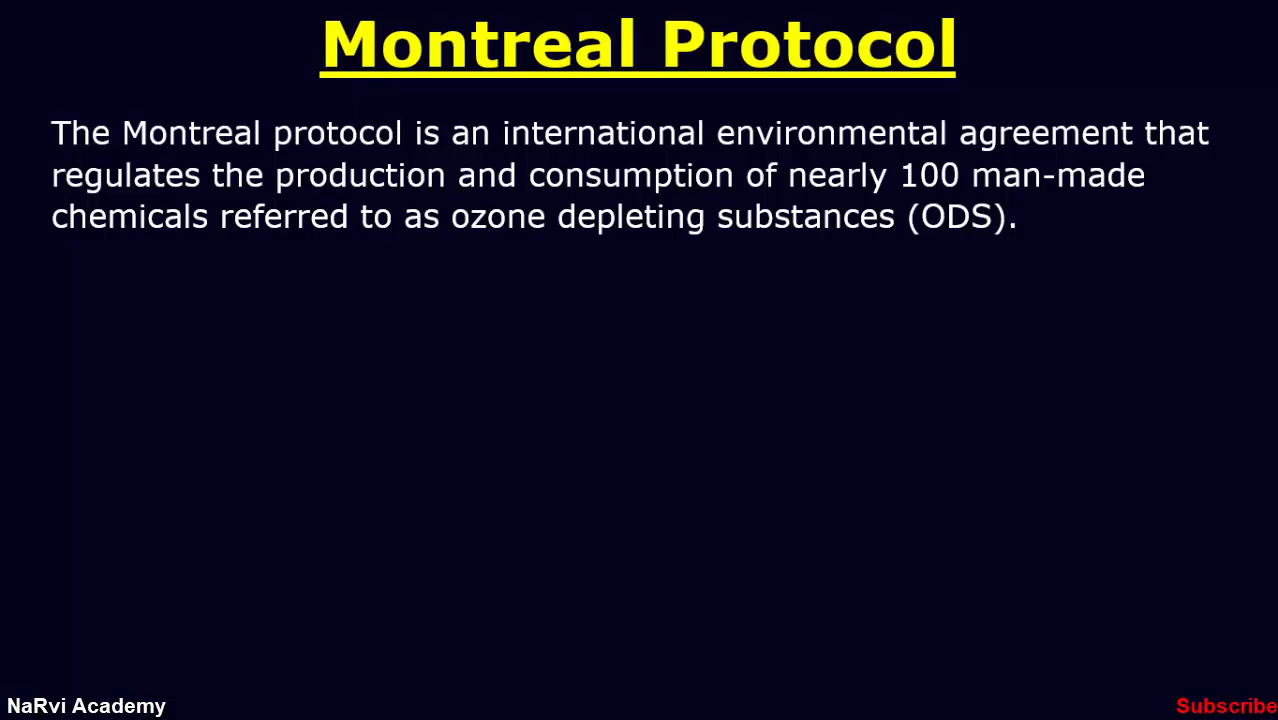 Montreal Protocol
The Montreal protocol is an international environmental agreement that
regulates the production and consumption of nearly 100 man-made
chemicals referred to as ozone depleting substances (ODS).
NaRvi Academy
Subscribe